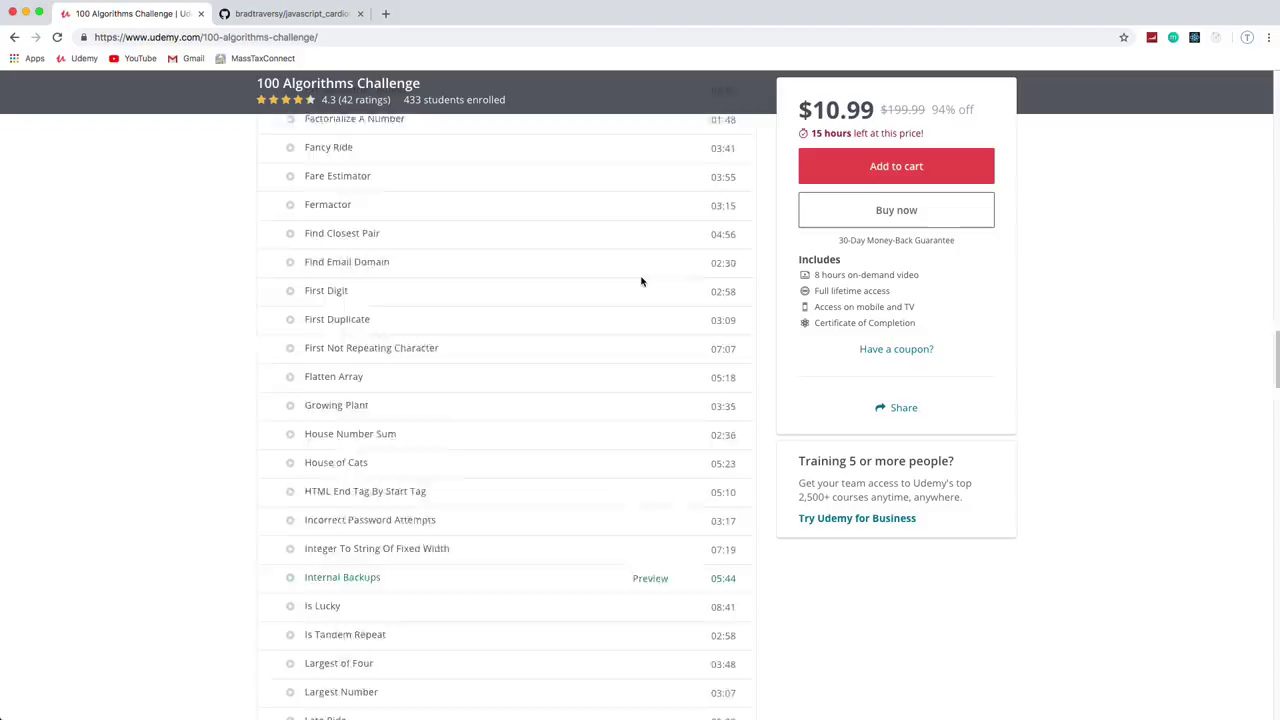 100 Algorithms Challenge | Ud
bradtraversy/javascript_cardio
https://www.udemy.com/100-algorithms-challenge/
Apps Udemy YouTube Gmail MassTaxConnect
100 Algorithms Challenge
4.3 (42 ratings) 433 students enrolled
Factorialize A Number 01:48
Fancy Ride 03:41
Fare Estimator 03:55
Fermactor 03:15
Find Closest Pair 04:56
Find Email Domain 02:30
First Digit 02:58
First Duplicate 03:09
First Not Repeating Character 07:07
Flatten Array 05:18
Growing Plant 03:35
House Number Sum 02:36
House of Cats 05:23
HTML End Tag By Start Tag 05:10
Incorrect Password Attempts 03:17
Integer To String Of Fixed Width 07:19
Internal Backups Preview 05:44
Is Lucky 08:41
Is Tandem Repeat 02:58
Largest of Four 03:48
Largest Number 03:07
Late Ride
$10.99 $199.99 94% off
15 hours left at this price!
Add to cart
Buy now
30-Day Money-Back Guarantee
Includes
8 hours on-demand video
Full lifetime access
Access on mobile and TV
Certificate of Completion
Have a coupon?
Share
Training 5 or more people?
Get your team access to Udemy's top
2,500+ courses anytime, anywhere.
Try Udemy for Business